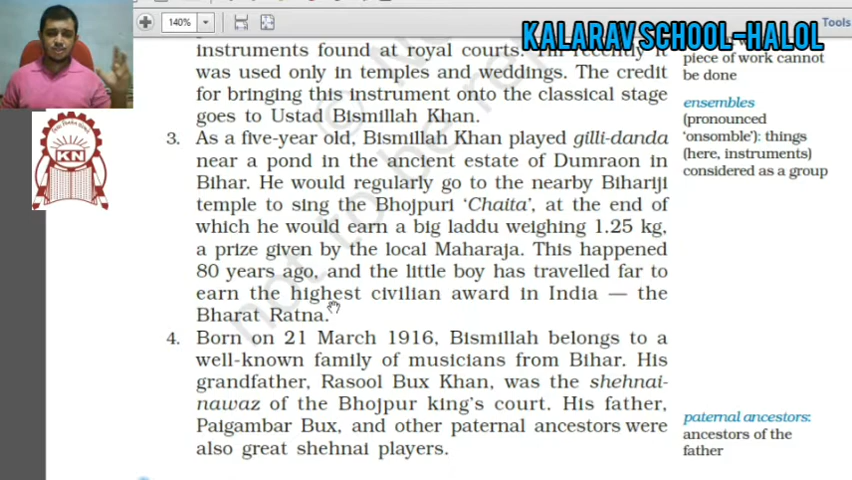 140%
KALARAV SCHOOL-HALOL
Tools
instruments found at royal courts. Till recently it
was used only in temples and weddings. The credit
for bringing this instrument onto the classical stage
goes to Ustad Bismillah Khan.
3. As a five-year old, Bismillah Khan played gilli-danda
near a pond in the ancient estate of Dumraon in
Bihar. He would regularly go to the nearby Bihariji
temple to sing the Bhojpuri ‘Chaita’, at the end of
which he would earn a big laddu weighing 1.25 kg,
a prize given by the local Maharaja. This happened
80 years ago, and the little boy has travelled far to
earn the highest civilian award in India — the
Bharat Ratna.
4. Born on 21 March 1916, Bismillah belongs to a
well-known family of musicians from Bihar. His
grandfather, Rasool Bux Khan, was the shehnai-
nawaz of the Bhojpur king’s court. His father,
Paigambar Bux, and other paternal ancestors were
also great shehnai players.
piece of work cannot
be done
ensembles
(pronounced
‘onsomble’): things
(here, instruments)
considered as a group
paternal ancestors:
ancestors of the
father
KN
not to be re